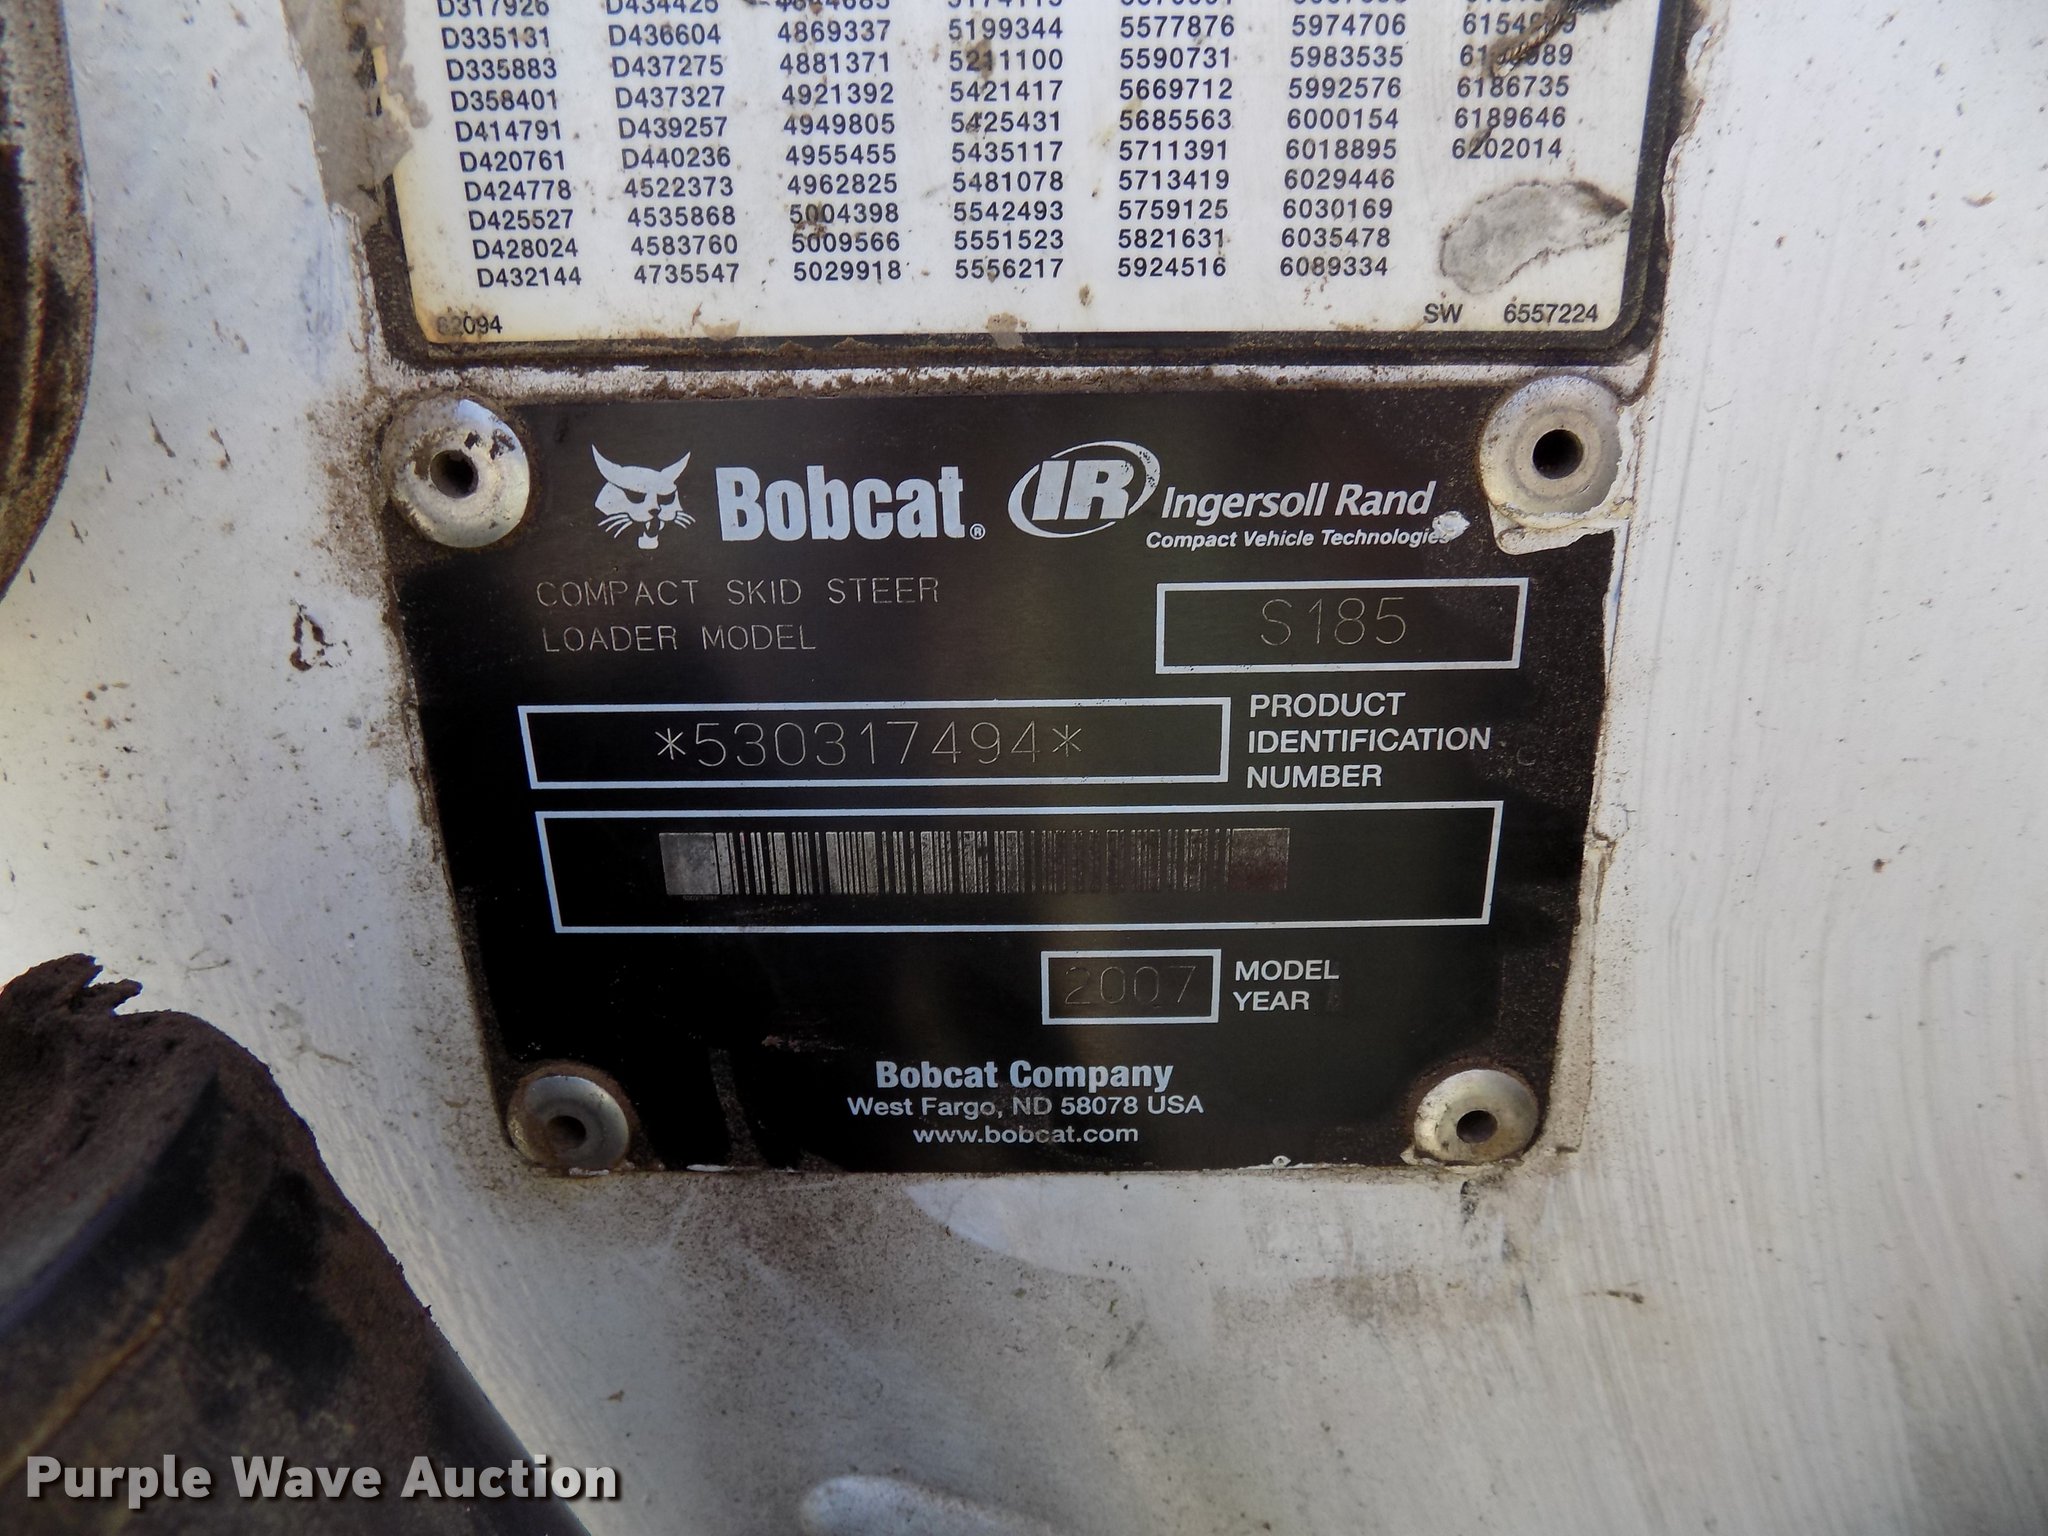 D317926 D434426
D335131 D436604 4869337 5199344 5577876 5974706
D335883 D437275 4881371 5211100 5590731 5983535
D358401 D437327 4921392 5421417 5669712 5992576 6186735
D414791 D439257 4949805 5425431 5685563 6000154 6189646
D420761 D440236 4955455 5435117 5711391 6018895 6202014
D424778 4522373 4962825 5481078 5713419 6029446
D425527 4535868 5004398 5542493 5759125 6030169
D428024 4583760 5009566 5551523 5821631 6035478
D432144 4735547 5029918 5556217 5924516 6089334
62094 SW 6557224
Bobcat® IR Ingersoll Rand
Compact Vehicle Technologies
COMPACT SKID STEER
LOADER MODEL
S185
*530317494*
PRODUCT
IDENTIFICATION
NUMBER
2007
MODEL
YEAR
Bobcat Company
West Fargo, ND 58078 USA
www.bobcat.com
Purple Wave Auction